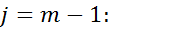 j = m − 1: